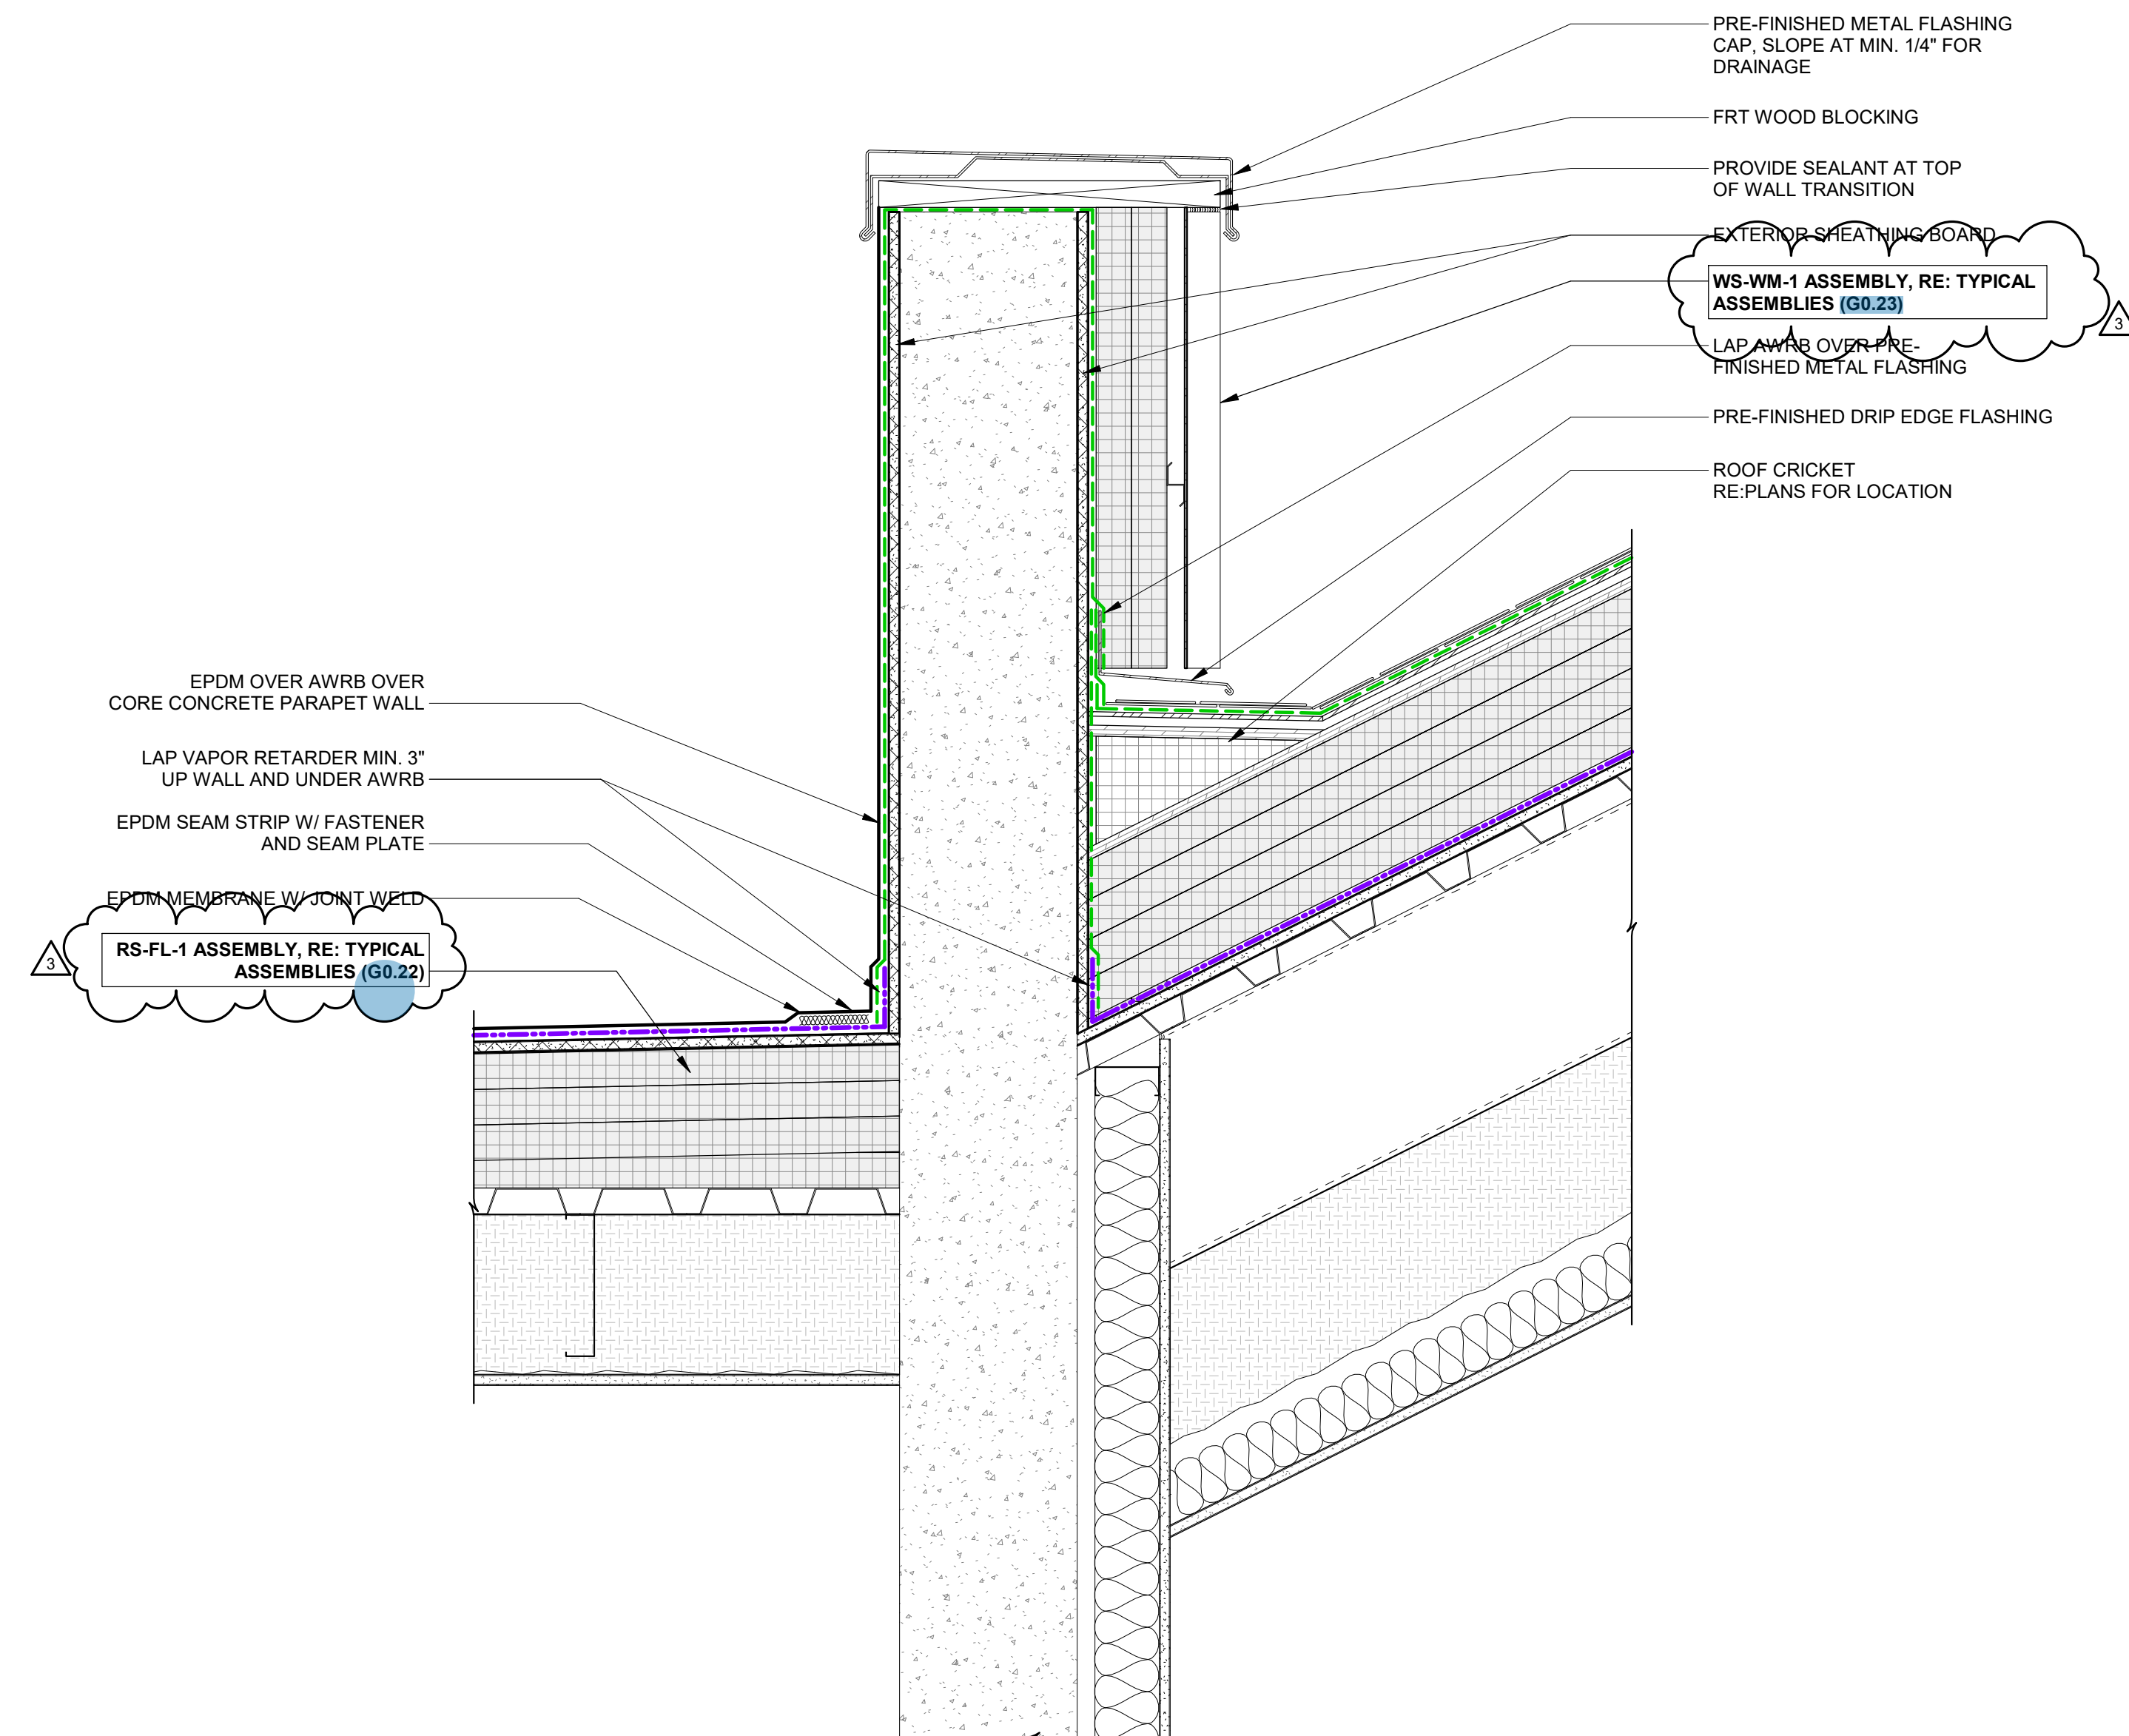 PRE-FINISHED METAL FLASHING
CAP, SLOPE AT MIN. 1/4" FOR
DRAINAGE
FRT WOOD BLOCKING
PROVIDE SEALANT AT TOP
OF WALL TRANSITION
EXTERIOR SHEATHING BOARD
WS-WM-1 ASSEMBLY, RE: TYPICAL
ASSEMBLIES (G0.23)
3
LAP AWRB OVER PRE-
FINISHED METAL FLASHING
PRE-FINISHED DRIP EDGE FLASHING
ROOF CRICKET
RE:PLANS FOR LOCATION
EPDM OVER AWRB OVER
CORE CONCRETE PARAPET WALL
LAP VAPOR RETARDER MIN. 3"
UP WALL AND UNDER AWRB
EPDM SEAM STRIP W/ FASTENER
AND SEAM PLATE
EPDM MEMBRANE W/ JOINT WELD
RS-FL-1 ASSEMBLY, RE: TYPICAL
ASSEMBLIES (G0.22)
3